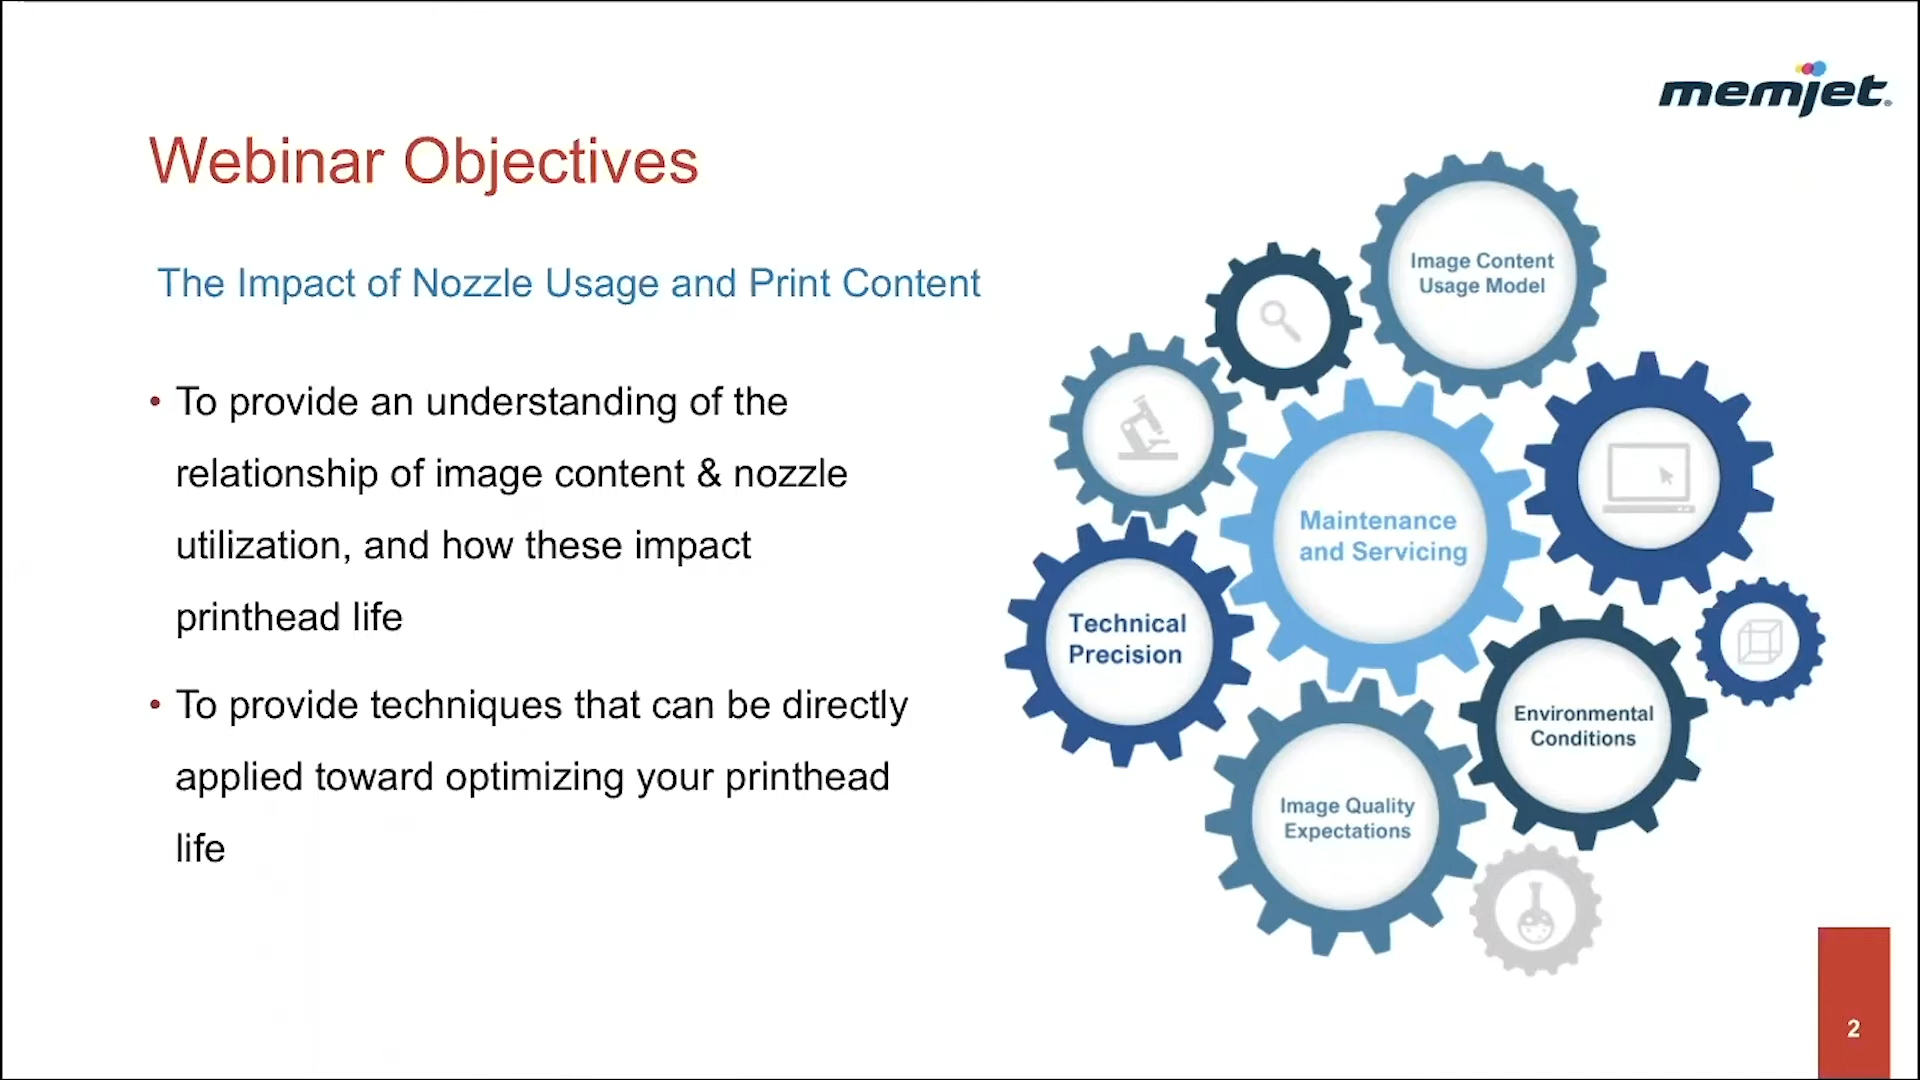 memjet
Webinar Objectives
The Impact of Nozzle Usage and Print Content
• To provide an understanding of the
relationship of image content & nozzle
utilization, and how these impact
printhead life
• To provide techniques that can be directly
applied toward optimizing your printhead
life
Image Content
Usage Model
Maintenance
and Servicing
Technical
Precision
Environmental
Conditions
Image Quality
Expectations
2